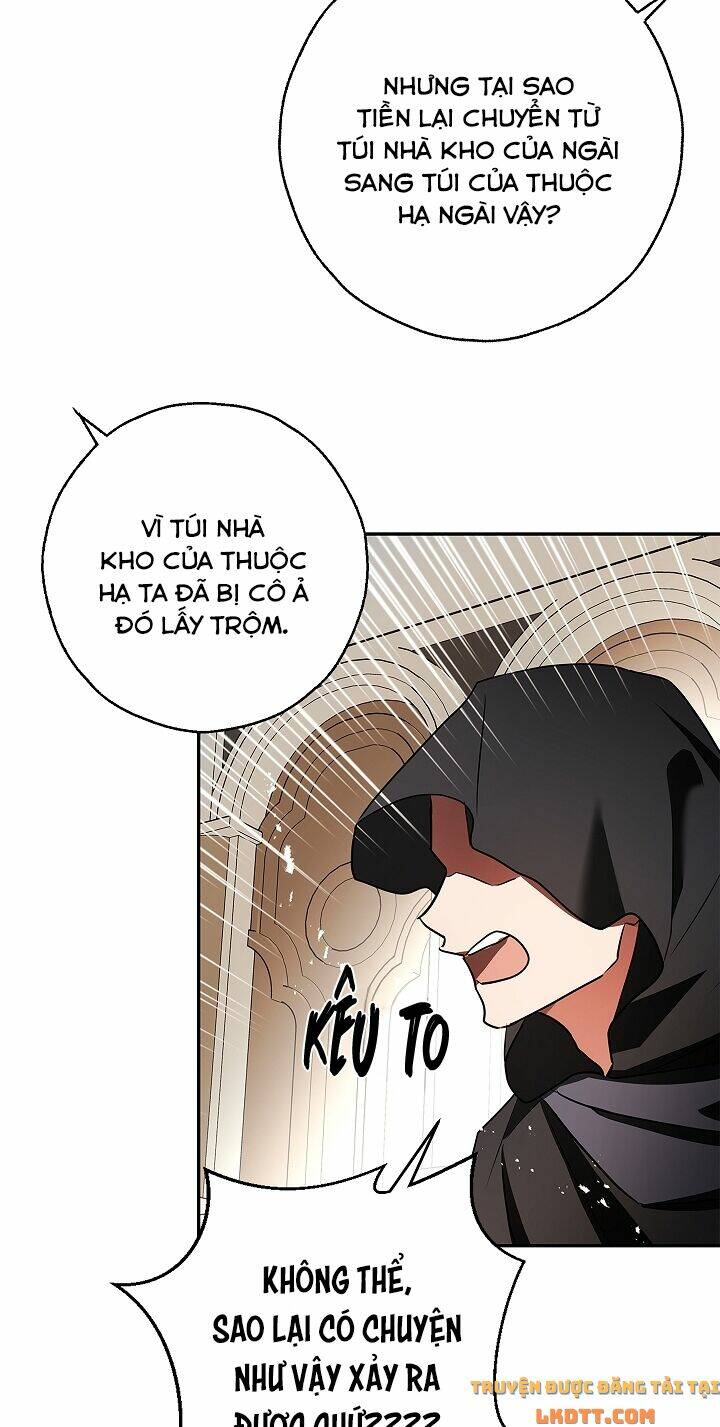 NHƯNG TẠI SAO
TIỀN LẠI CHUYỂN TỪ
TÚI NHÀ KHO CỦA NGÀI
SANG TÚI CỦA THUỘC
HẠ NGÀI VẬY?
VÌ TÚI NHÀ
KHO CỦA THUỘC
HẠ TA ĐÃ BỊ CÔ Ả
ĐÓ LẤY TRỘM.
KÊU TO
KHÔNG THỂ,
SAO LẠI CÓ CHUYỆN
NHƯ VẬY XẢY RA
ĐƯỢC CHỨ????
TRUYỆN ĐƯỢC ĐĂNG TẢI TẠI
LKDTT.COM